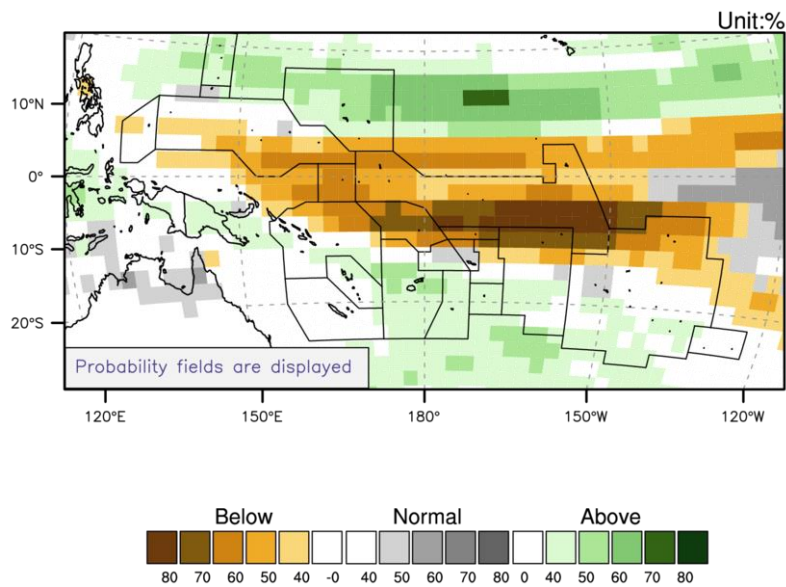 Unit:%
10°N
0°
10°S
20°S
Probability fields are displayed
120°E 150°E 180° 150°W 120°W
Below Normal Above
80 70 60 50 40 -0 40 50 60 70 80 0 40 50 60 70 80